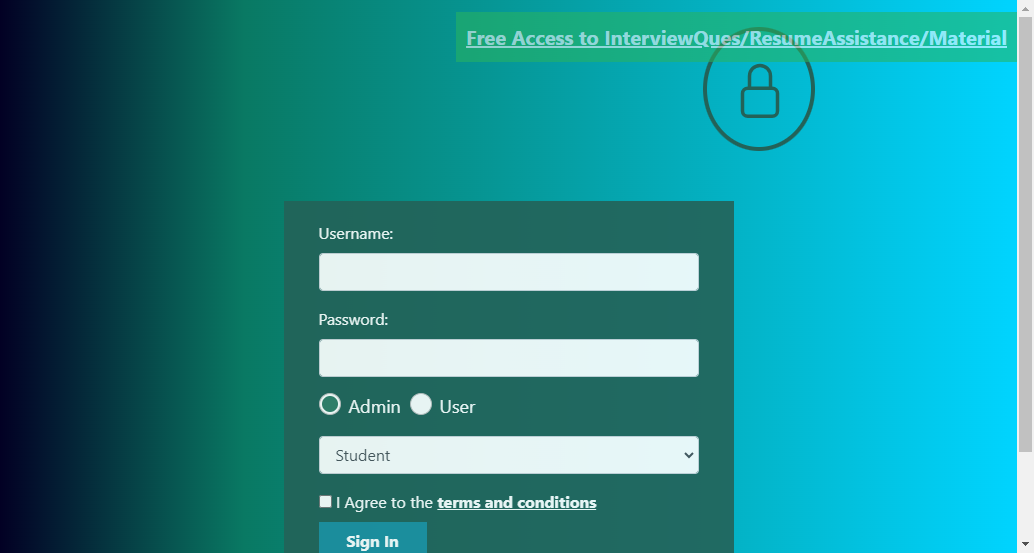 Free Access to InterviewQues/ResumeAssistance/Material
Username:
Password:
Admin User
Student
I Agree to the terms and conditions
Sign In